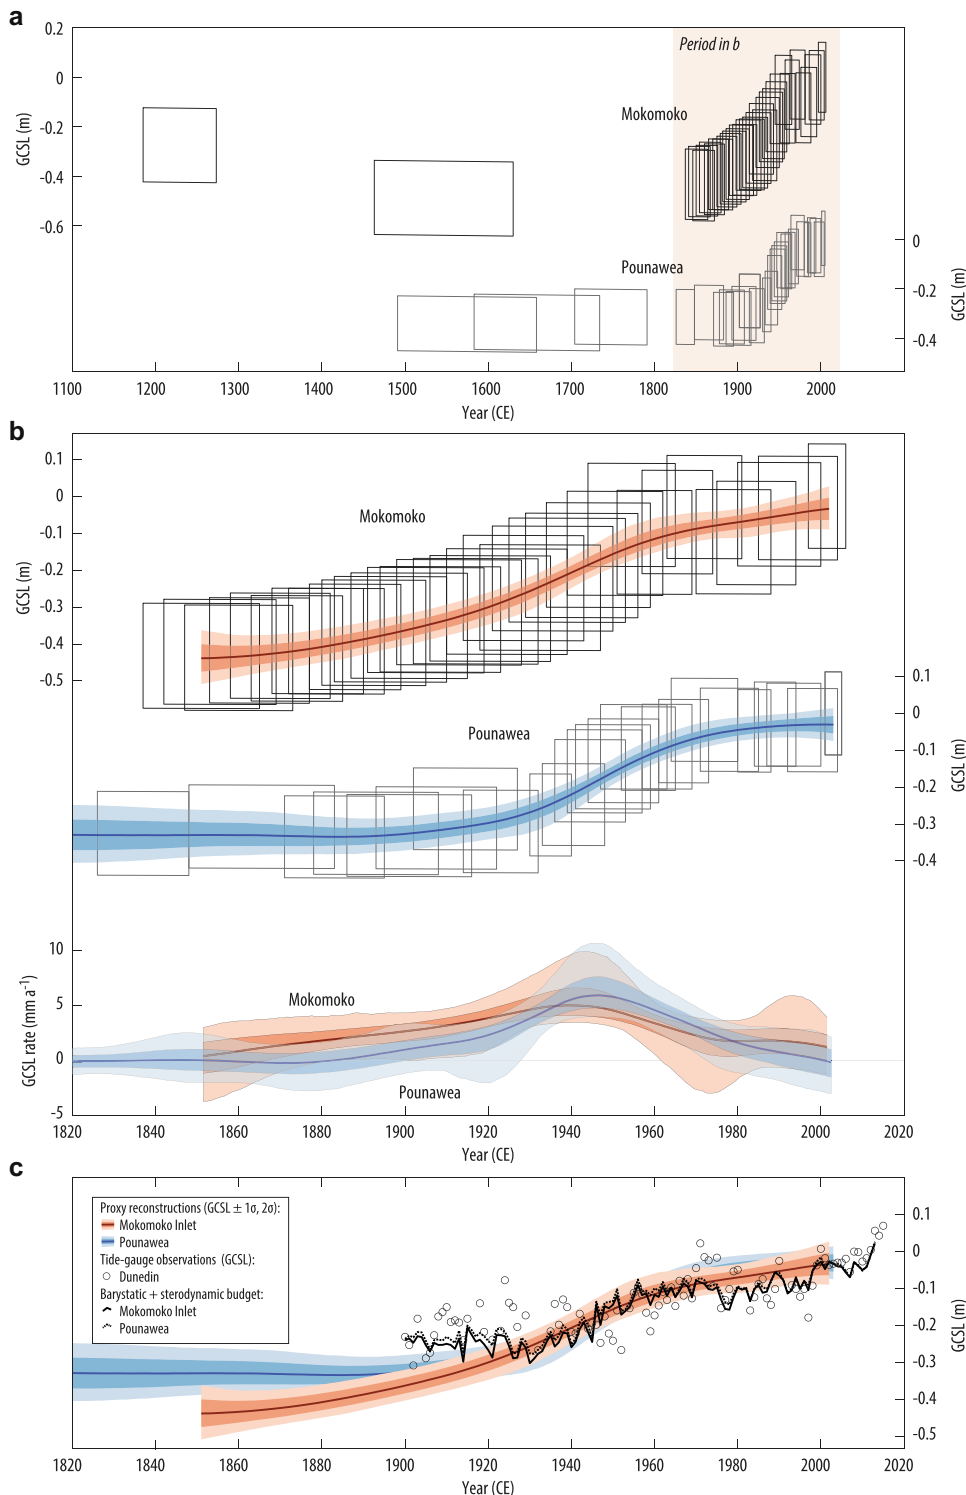 a
0.2
0
-0.2
-0.4
-0.6
GCSL (m)
Period in b
Mokomoko
Pounawea
0
-0.2
-0.4
GCSL (m)
1100 1200 1300 1400 1500 1600 1700 1800 1900 2000
Year (CE)
b
0.1
0
-0.1
-0.2
-0.3
-0.4
-0.5
GCSL (m)
Mokomoko
Pounawea
0.1
0
-0.1
-0.2
-0.3
-0.4
GCSL (m)
10
5
0
-5
GCSL rate (mm a⁻¹)
Mokomoko
Pounawea
1820 1840 1860 1880 1900 1920 1940 1960 1980 2000 2020
Year (CE)
c
Proxy reconstructions (GCSL ± 1σ, 2σ):
Mokomoko Inlet
Pounawea
Tide-gauge observations (GCSL):
Dunedin
Barystatic + sterodynamic budget:
Mokomoko Inlet
Pounawea
0.1
0
-0.1
-0.2
-0.3
-0.4
-0.5
GCSL (m)
1820 1840 1860 1880 1900 1920 1940 1960 1980 2000 2020
Year (CE)